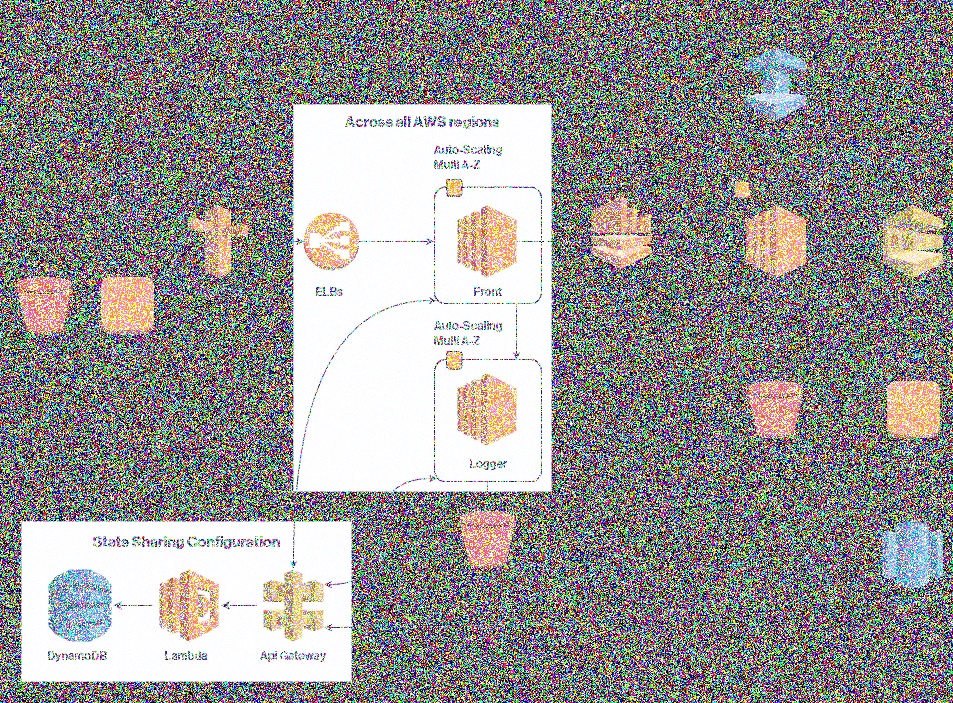 Across all AWS regions
Auto-Scaling
Multi A-Z
ELBs
Front
Auto-Scaling
Multi A-Z
Logger
State Sharing Configuration
DynamoDB
Lambda
Api Gateway